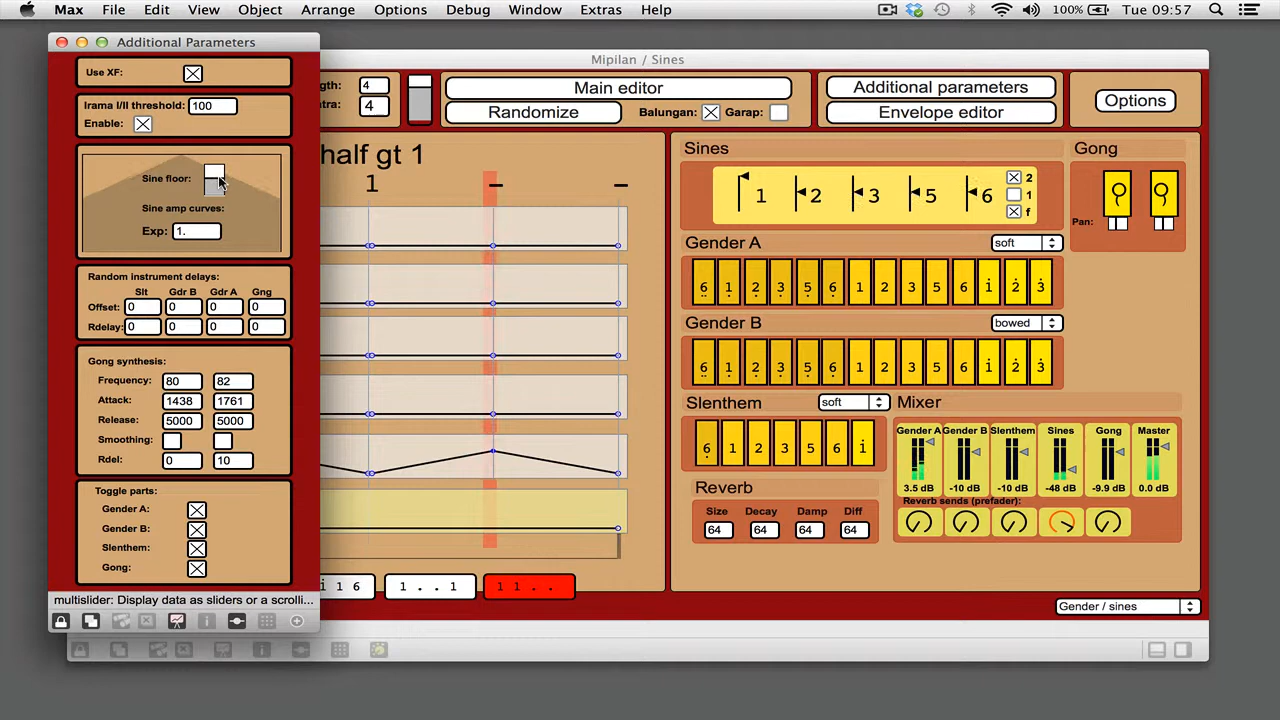 Max File Edit View Object Arrange Options Debug Window Extras Help 100% Tue 09:57
Additional Parameters
Use XF:
Irama I/II threshold: 100
Enable:
Sine floor:
Sine amp curves:
Exp: 1.
Random instrument delays:
Slt Gdr B Gdr A Gng
Offset: 0 0 0 0
Rdelay: 0 0 0 0
Gong synthesis:
Frequency: 80 82
Attack: 1438 1761
Release: 5000 5000
Smoothing:
Rdel: 0 10
Toggle parts:
Gender A:
Gender B:
Slenthem:
Gong:
multislider: Display data as sliders or a scrolli...
Mipilan / Sines
gth: 4
ntra: 4
Main editor
Randomize Balungan: Garap:
Additional parameters
Envelope editor
Options
half gt 1
1 – –
1 6 1 . . 1 1 1 . .
Sines
1 2 3 5 6
2
1
f
Gong
Pan:
Gender A soft
6 1 2 3 5 6 1 2 3 5 6 i 2 3
Gender B bowed
6 1 2 3 5 6 1 2 3 5 6 i 2 3
Slenthem soft
6 1 2 3 5 6 i
Mixer
Gender A Gender B Slenthem Sines Gong Master
3.5 dB -10 dB -10 dB -48 dB -9.9 dB 0.0 dB
Reverb sends (prefader):
Reverb
Size Decay Damp Diff
64 64 64 64
Gender / sines